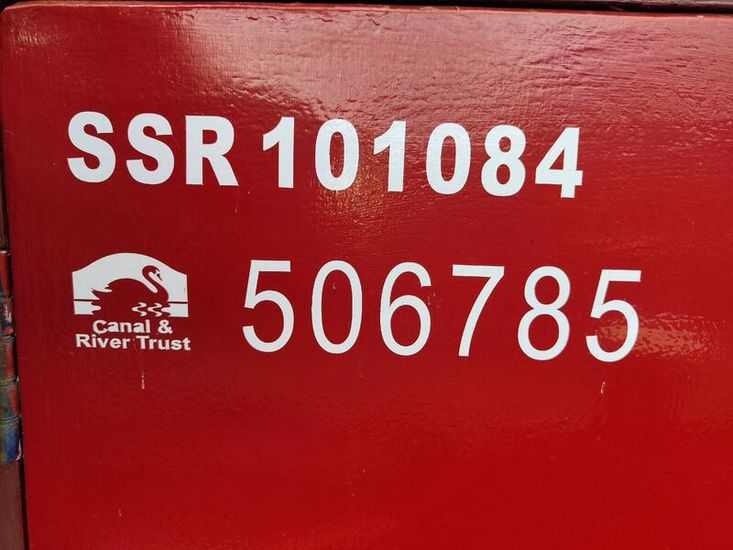 SSR 101084
Canal &
River Trust
506785